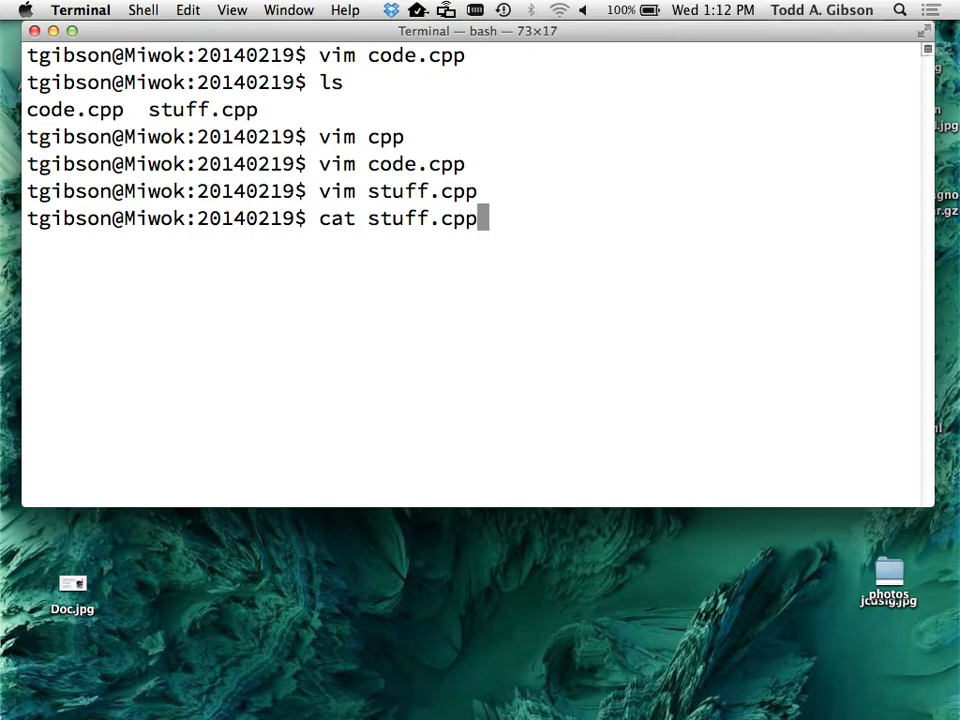 Terminal Shell Edit View Window Help 100% Wed 1:12 PM Todd A. Gibson
Terminal — bash — 73×17
tgibson@Miwok:20140219$ vim code.cpp
tgibson@Miwok:20140219$ ls
code.cpp stuff.cpp
tgibson@Miwok:20140219$ vim cpp
tgibson@Miwok:20140219$ vim code.cpp
tgibson@Miwok:20140219$ vim stuff.cpp
tgibson@Miwok:20140219$ cat stuff.cpp
Doc.jpg
photos
jcusig.jpg